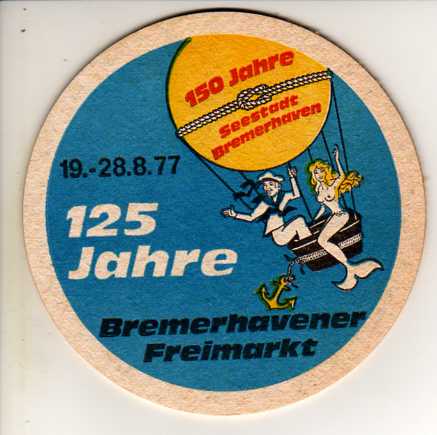 150 Jahre
Seestadt
Bremerhaven
19.-28.8.77
125
Jahre
Bremerhavener
Freimarkt